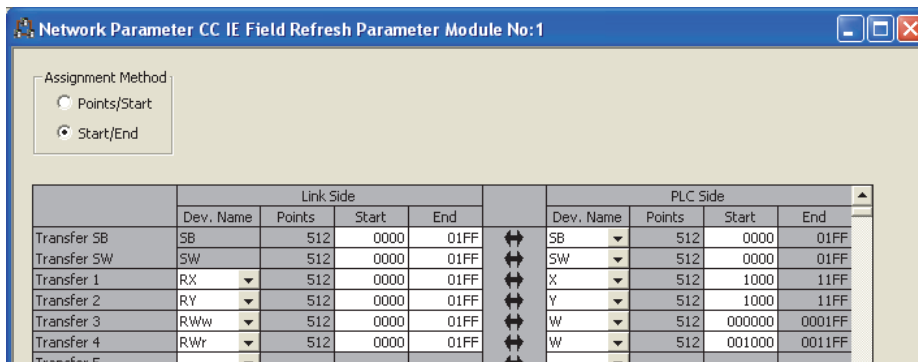 Network Parameter CC IE Field Refresh Parameter Module No:1
Assignment Method
Points/Start
Start/End
Link Side PLC Side
Dev. Name Points Start End Dev. Name Points Start End
Transfer SB SB 512 0000 01FF SB 512 0000 01FF
Transfer SW SW 512 0000 01FF SW 512 0000 01FF
Transfer 1 RX 512 0000 01FF X 512 1000 11FF
Transfer 2 RY 512 0000 01FF Y 512 1000 11FF
Transfer 3 RWw 512 0000 01FF W 512 000000 0001FF
Transfer 4 RWr 512 0000 01FF W 512 001000 0011FF
Transfer 5